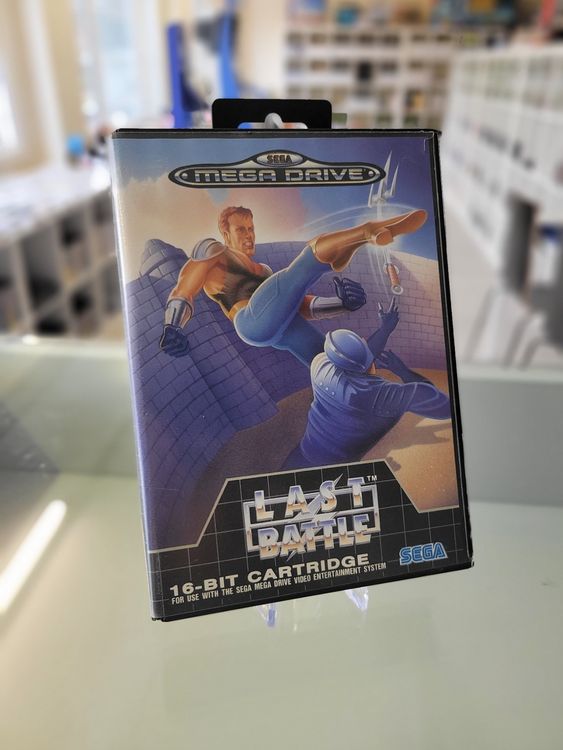 SEGA
MEGA DRIVE
LAST
BATTLE
TM
SEGA
16-BIT CARTRIDGE
FOR USE WITH THE SEGA MEGA DRIVE VIDEO ENTERTAINMENT SYSTEM